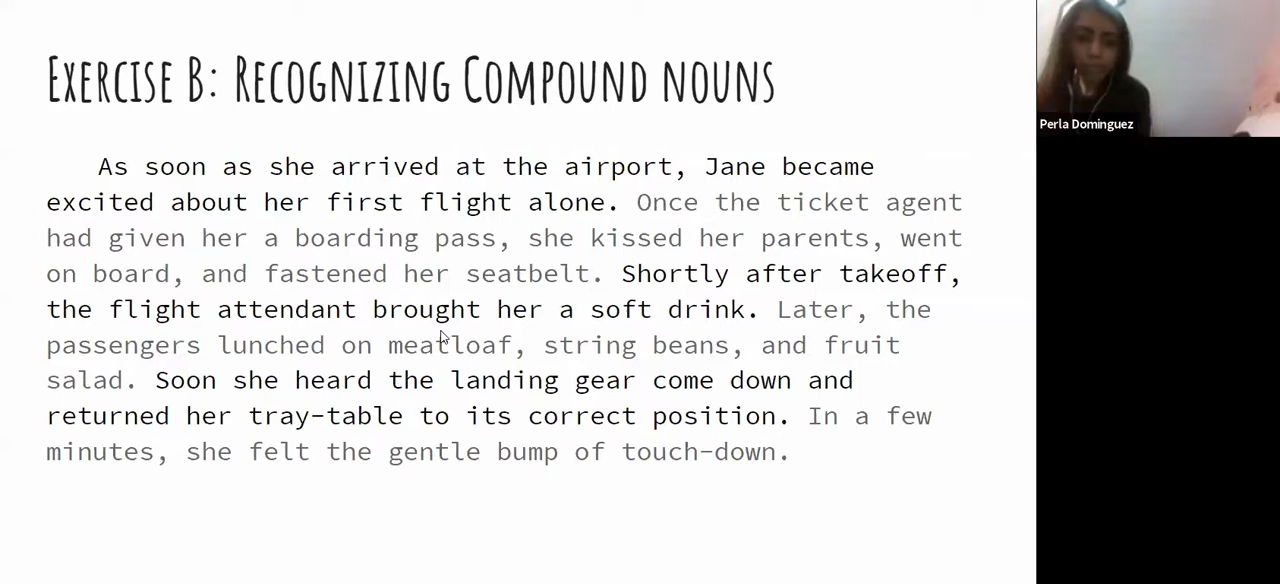 Exercise B: Recognizing Compound nouns
As soon as she arrived at the airport, Jane became
excited about her first flight alone. Once the ticket agent
had given her a boarding pass, she kissed her parents, went
on board, and fastened her seatbelt. Shortly after takeoff,
the flight attendant brought her a soft drink. Later, the
passengers lunched on meatloaf, string beans, and fruit
salad. Soon she heard the landing gear come down and
returned her tray-table to its correct position. In a few
minutes, she felt the gentle bump of touch-down.
Perla Dominguez